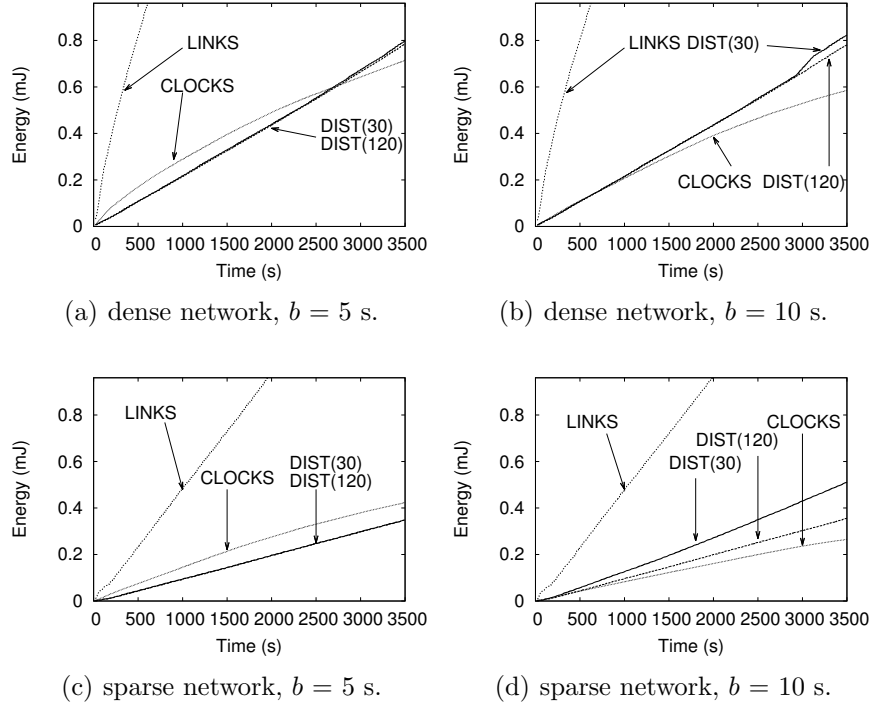 0.8
0.6
0.4
0.2
0
Energy (mJ)
LINKS
CLOCKS
DIST(30)
DIST(120)
0 500 1000 1500 2000 2500 3000 3500
Time (s)
(a) dense network, b = 5 s.
0.8
0.6
0.4
0.2
0
Energy (mJ)
LINKS DIST(30)
CLOCKS DIST(120)
0 500 1000 1500 2000 2500 3000 3500
Time (s)
(b) dense network, b = 10 s.
0.8
0.6
0.4
0.2
0
Energy (mJ)
LINKS
CLOCKS
DIST(30)
DIST(120)
0 500 1000 1500 2000 2500 3000 3500
Time (s)
(c) sparse network, b = 5 s.
0.8
0.6
0.4
0.2
0
Energy (mJ)
LINKS
CLOCKS
DIST(120)
DIST(30)
0 500 1000 1500 2000 2500 3000 3500
Time (s)
(d) sparse network, b = 10 s.